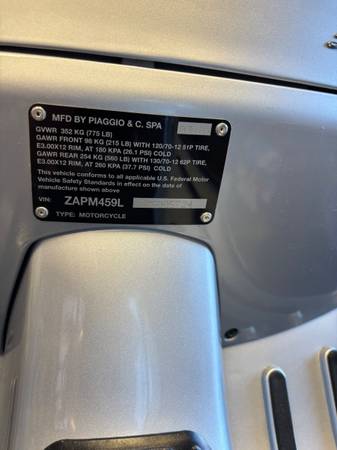 MFD BY PIAGGIO & C. SPA
GVWR 352 KG (775 LB)
GAWR FRONT 98 KG (215 LB) WITH 120/70-12 51P TIRE,
E3.00X12 RIM, AT 180 KPA (26.1 PSI) COLD
GAWR REAR 254 KG (560 LB) WITH 130/70-12 62P TIRE,
E3.00X12 RIM, AT 260 KPA (37.7 PSI) COLD
This vehicle conforms to all applicable U.S. Federal Motor
Vehicle Safety Standards in effect on the date of
manufacture shown above
VIN: ZAPM459L
TYPE: MOTORCYCLE